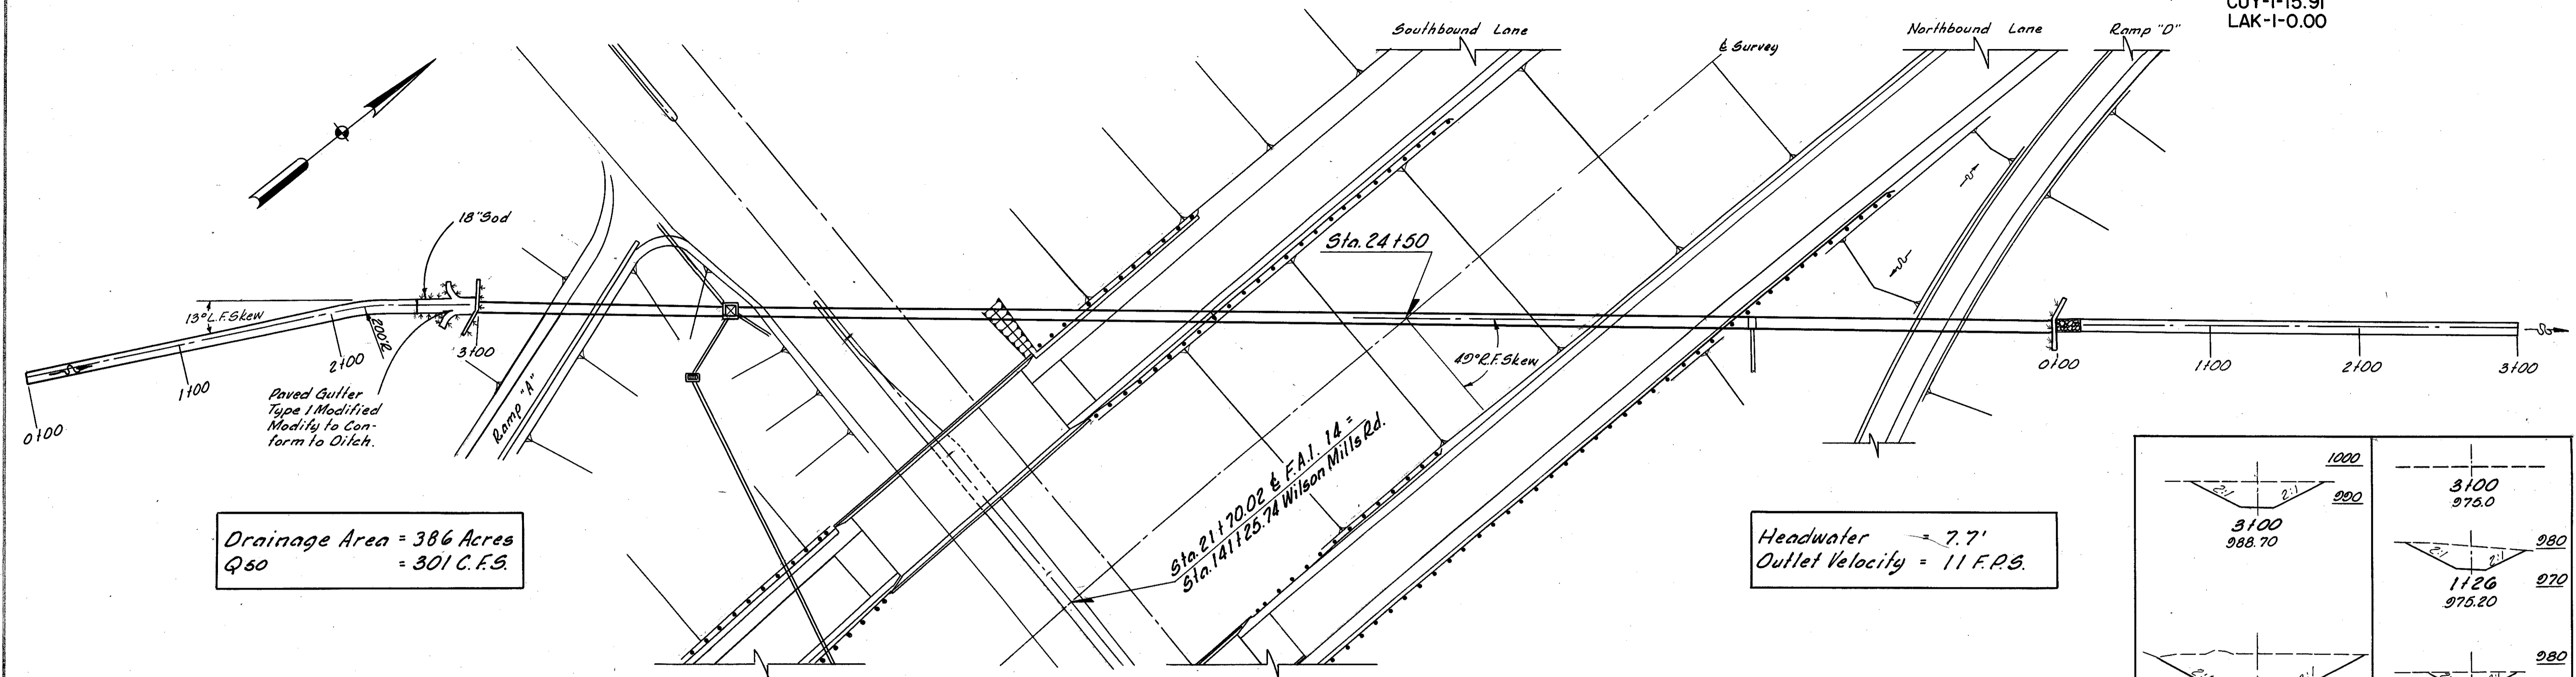 CUY-1-15.91
LAK-1-0.00
Southbound Lane
Northbound Lane
Ramp "D"
℄ Survey
18" Sod
Sta. 24+50
13° L.F. Skew
200'R
49° R.F. Skew
0+00
1+00
2+00
3+00
Paved Gutter
Type 1 Modified
Modify to Con-
form to Ditch.
Ramp "A"
0+00
1+00
2+00
3+00
Sta. 21+70.02 ℄ F.A.I. 14 =
Sta. 141+25.74 Wilson Mills Rd.
Drainage Area = 386 Acres
Q50 = 301 C.F.S.
Headwater = 7.7'
Outlet Velocity = 11 F.P.S.
1000
2:1
2:1
990
3+00
988.70
3+00
975.0
980
2:1
2:1
970
1+26
975.20
980